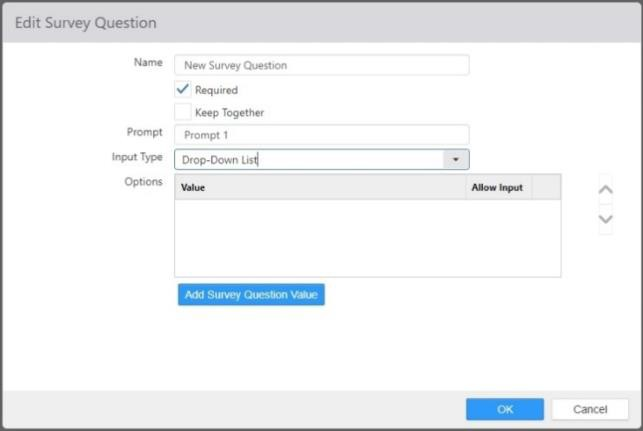 Edit Survey Question
Name New Survey Question
Required
Keep Together
Prompt Prompt 1
Input Type Drop-Down List
Options Value Allow Input
Add Survey Question Value
OK Cancel